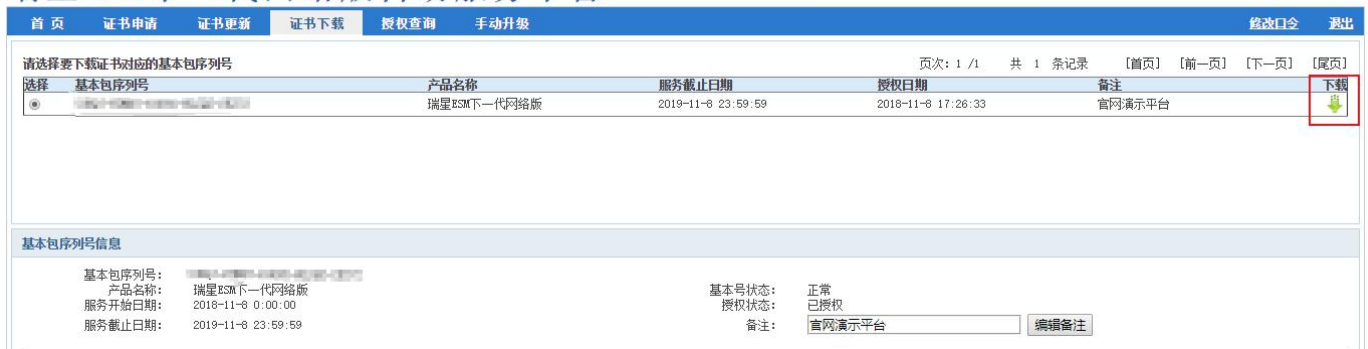 首 页 证书申请 证书更新 证书下载 授权查询 手动升级 修改口令 退出
请选择要下载证书对应的基本包序列号 页次: 1 /1 共 1 条记录 [首页] [前一页] [下一页] [尾页]
选择 基本包序列号 产品名称 服务截止日期 授权日期 备注 下载
瑞星ESM下一代网络版 2019-11-8 23:59:59 2018-11-8 17:26:33 官网演示平台
基本包序列号信息
基本包序列号:
产品名称: 瑞星ESM下一代网络版 基本号状态: 正常
服务开始日期: 2018-11-8 0:00:00 授权状态: 已授权
服务截止日期: 2019-11-8 23:59:59 备注: 官网演示平台 编辑备注